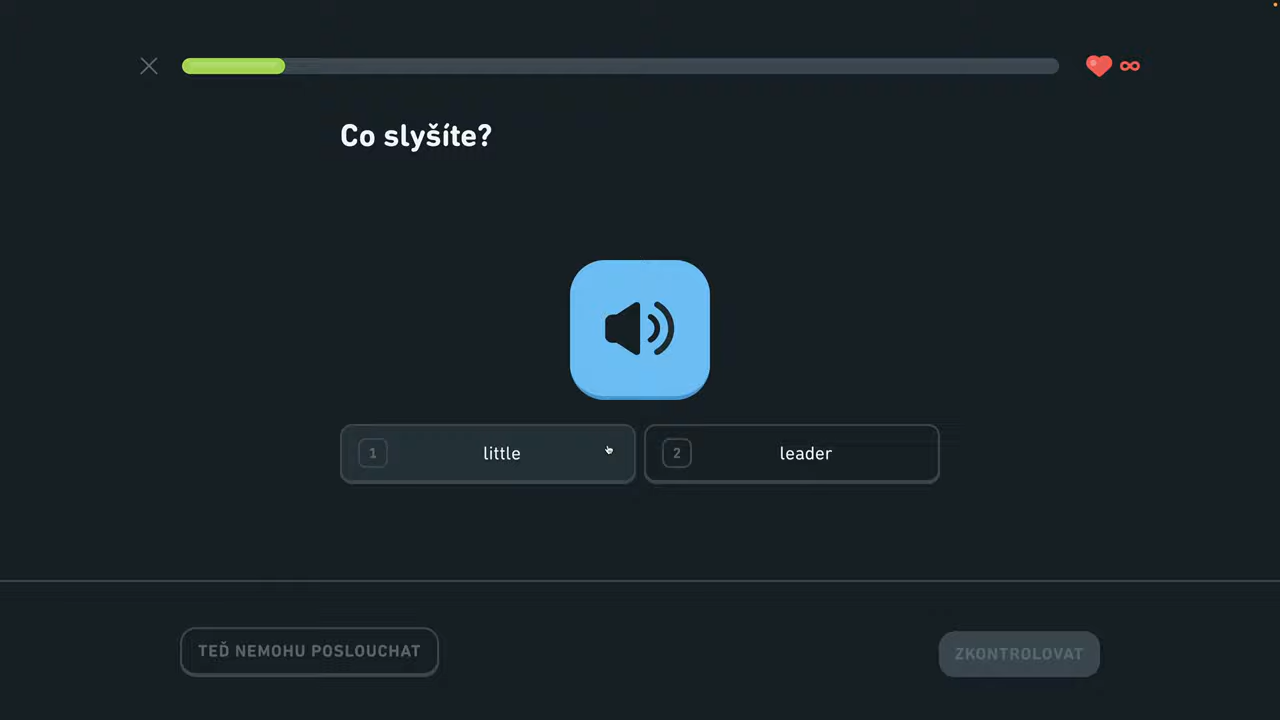 Co slyšíte?
1 little
2 leader
TEĎ NEMOHU POSLOUCHAT
ZKONTROLOVAT